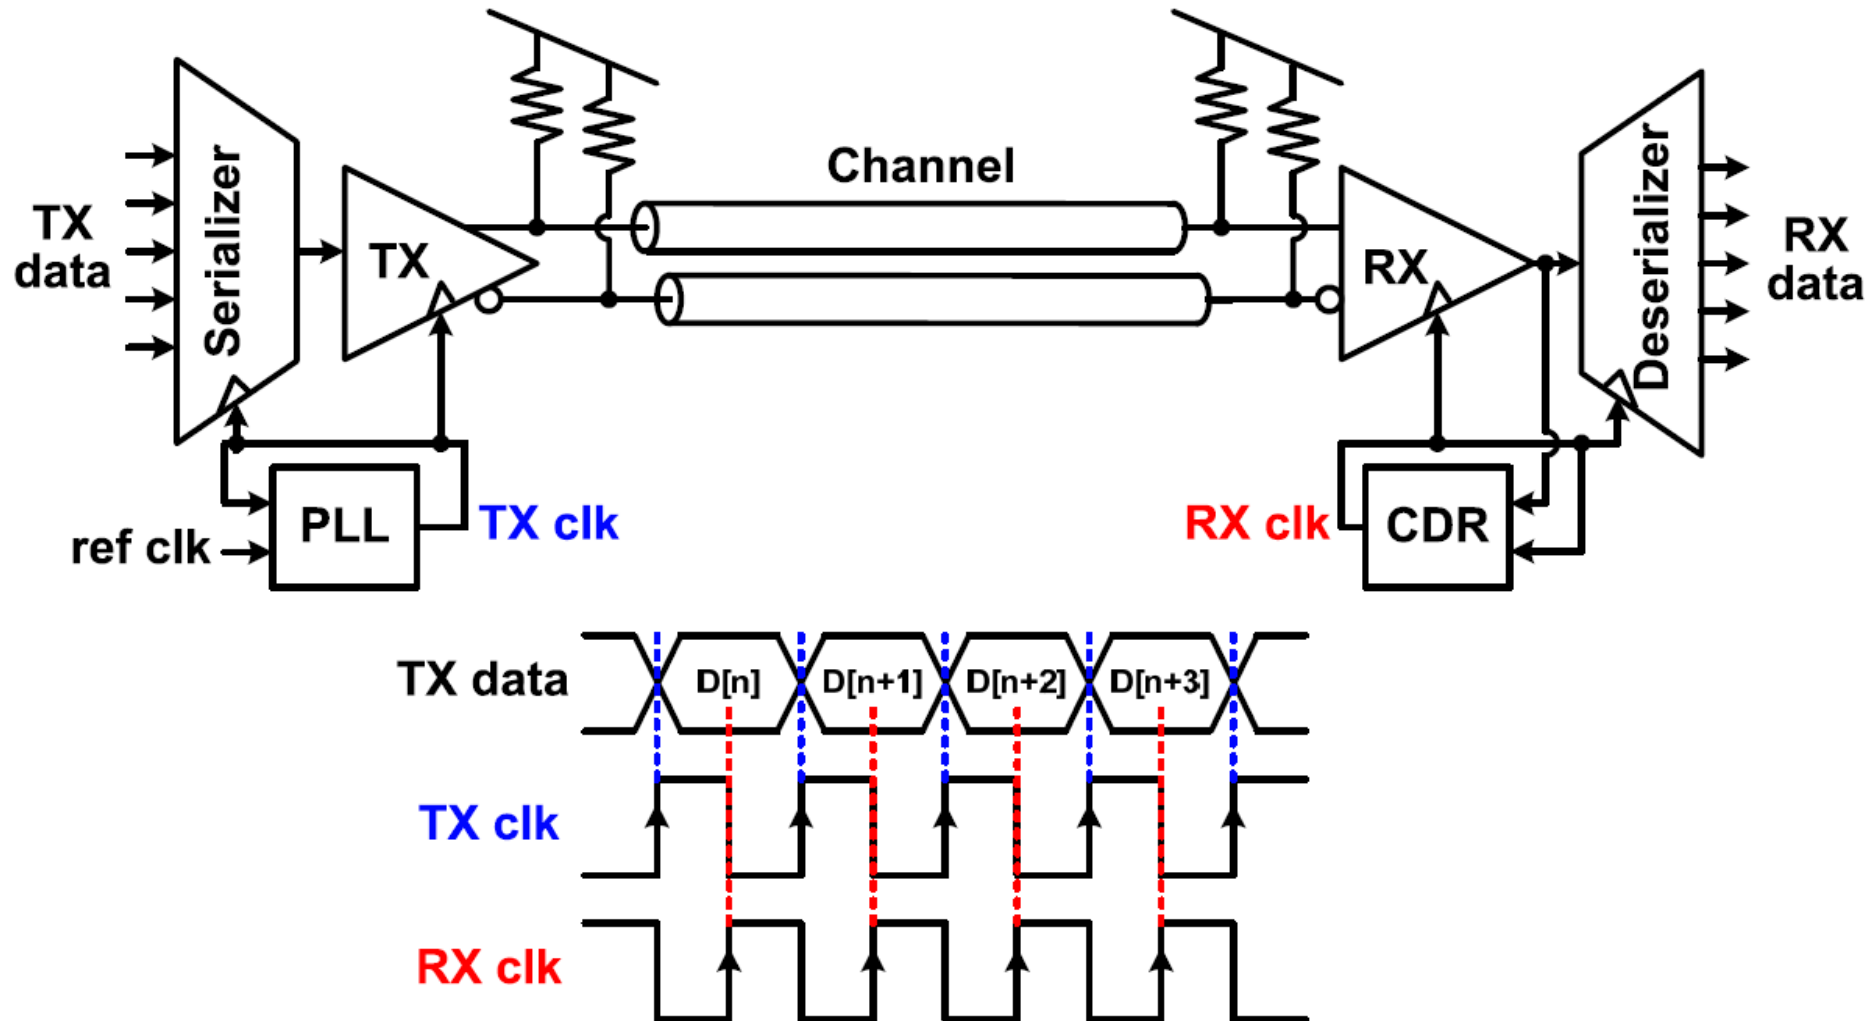 Channel
Serializer
TX
data
TX
RX
Deserializer
RX
data
PLL
ref clk
TX clk
RX clk
CDR
TX data
D[n]
D[n+1]
D[n+2]
D[n+3]
TX clk
RX clk